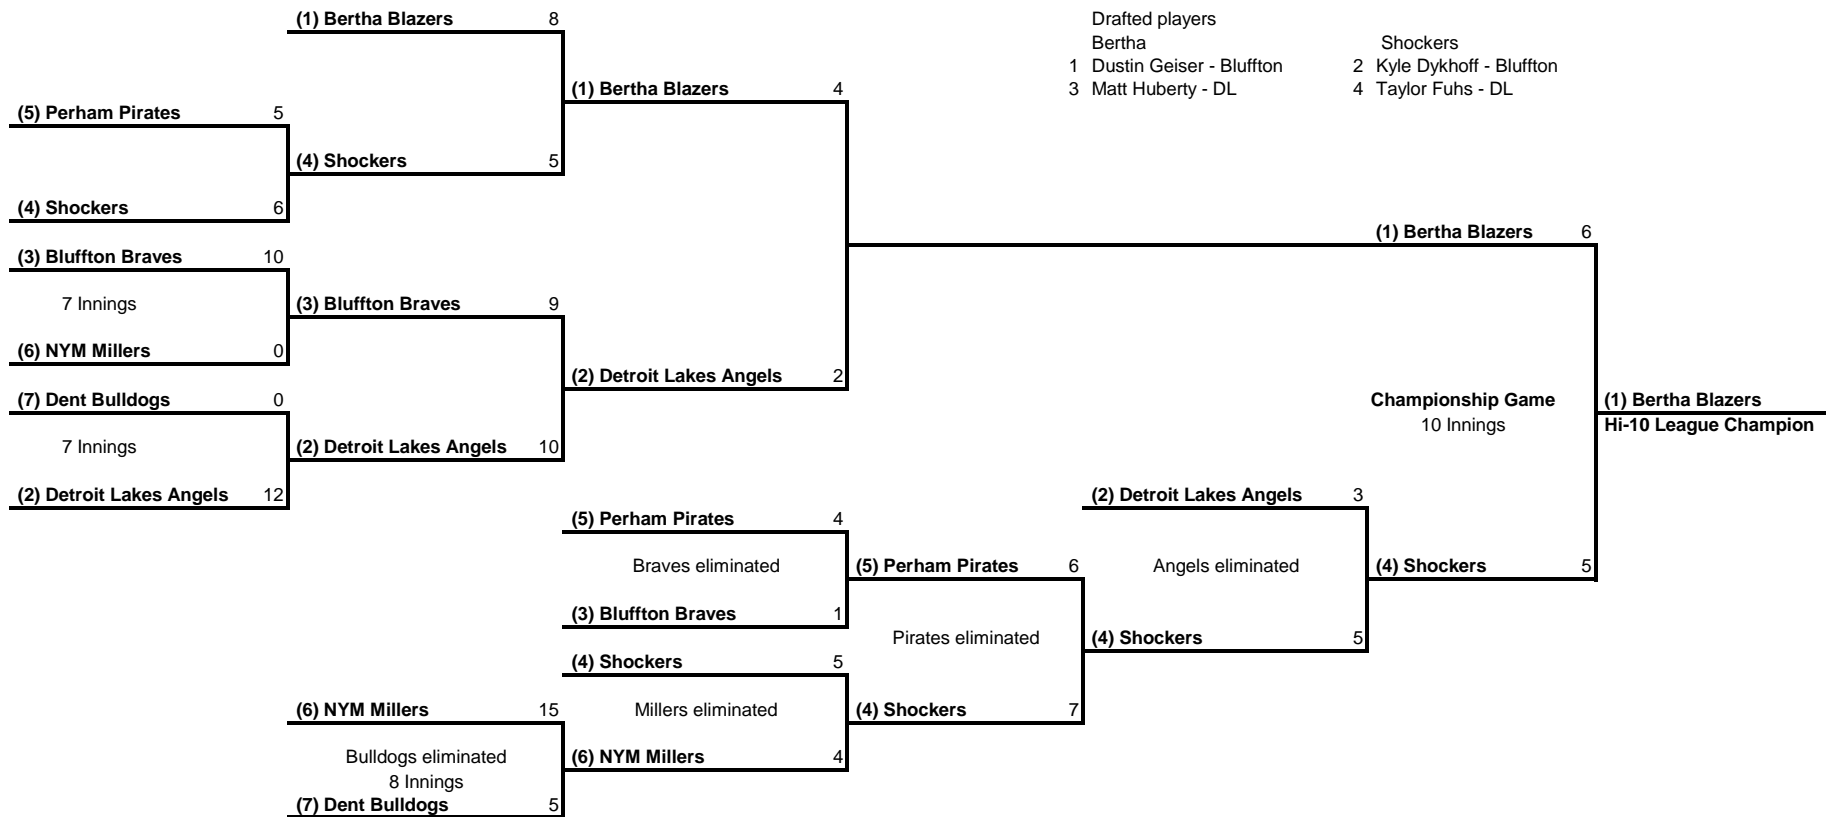 (1) Bertha Blazers 8
Drafted players
Bertha Shockers
1 Dustin Geiser - Bluffton 2 Kyle Dykhoff - Bluffton
3 Matt Huberty - DL 4 Taylor Fuhs - DL
(1) Bertha Blazers 4
(5) Perham Pirates 5
(4) Shockers 5
(4) Shockers 6
(1) Bertha Blazers 6
(3) Bluffton Braves 10
7 Innings
(3) Bluffton Braves 9
(6) NYM Millers 0
(2) Detroit Lakes Angels 2
(7) Dent Bulldogs 0
Championship Game
10 Innings
(1) Bertha Blazers
Hi-10 League Champion
7 Innings
(2) Detroit Lakes Angels 10
(2) Detroit Lakes Angels 12
(2) Detroit Lakes Angels 3
(5) Perham Pirates 4
Braves eliminated
(5) Perham Pirates 6
Angels eliminated
(4) Shockers 5
(3) Bluffton Braves 1
Pirates eliminated
(4) Shockers 5
(4) Shockers 5
(6) NYM Millers 15
Millers eliminated
(4) Shockers 7
Bulldogs eliminated
8 Innings
(6) NYM Millers 4
(7) Dent Bulldogs 5